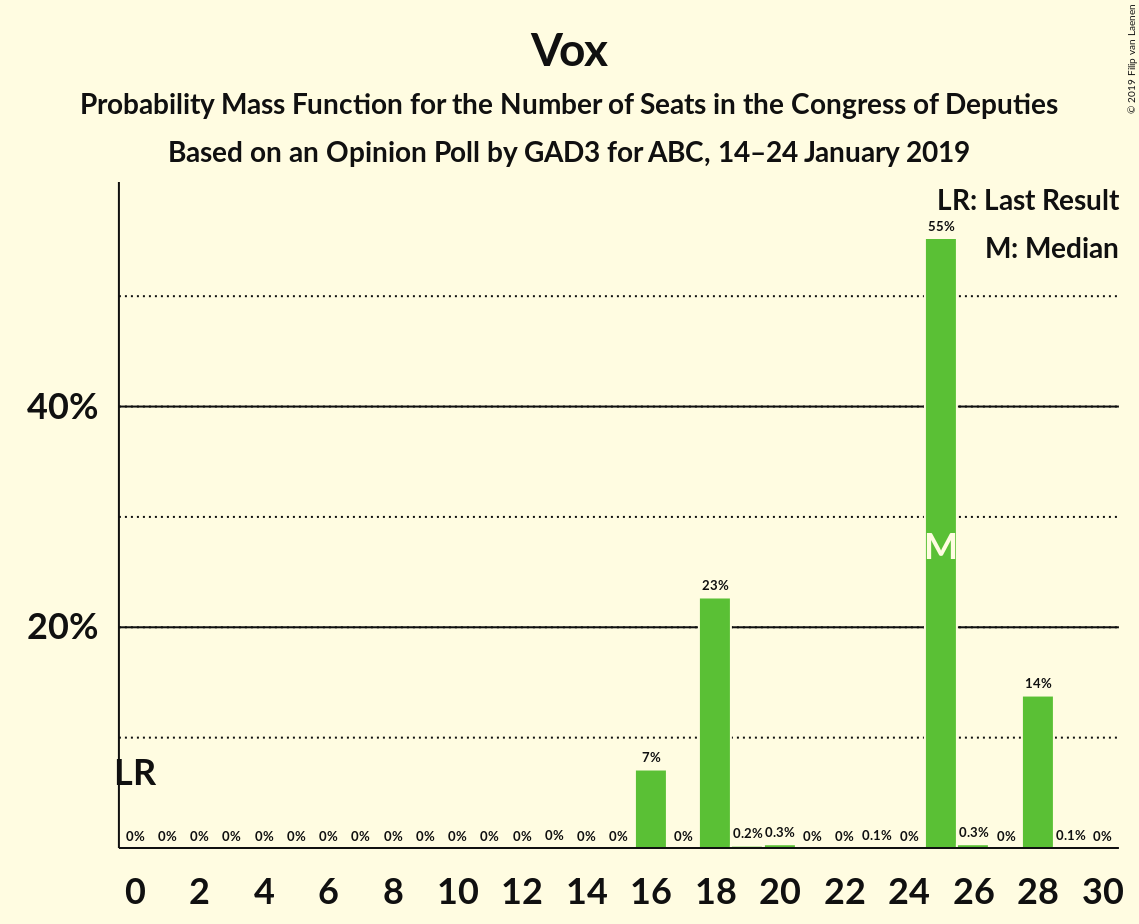 Vox
Probability Mass Function for the Number of Seats in the Congress of Deputies
Based on an Opinion Poll by GAD3 for ABC, 14–24 January 2019
© 2019 Filip van Laenen
LR: Last Result
M: Median
55%
40%
M
23%
20%
14%
7%
LR
0% 0% 0% 0% 0% 0% 0% 0% 0% 0% 0% 0% 0% 0% 0% 0% 0% 0.2% 0.3% 0% 0% 0.1% 0% 0.3% 0% 0.1% 0%
0 2 4 6 8 10 12 14 16 18 20 22 24 26 28 30